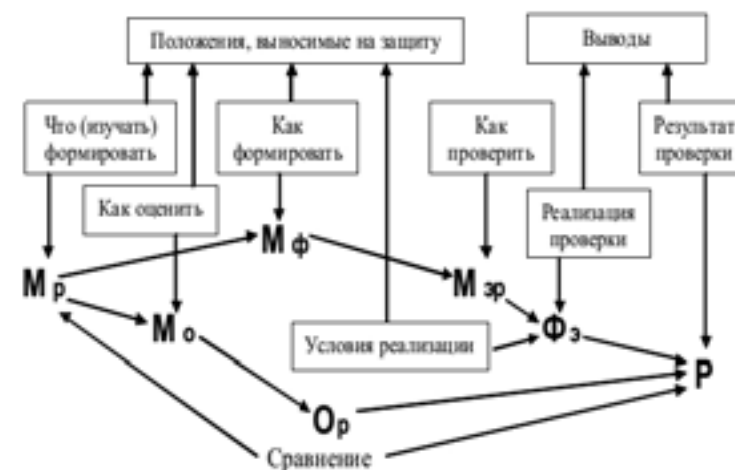 Положения, выносимые на защиту
Выводы
Что (изучать)
формировать
Как
формировать
Как
проверить
Результат
проверки
Как оценить
Реализация
проверки
М ф
М р
М эр
М о
Условия реализации
Ф э
Р
О р
Сравнение